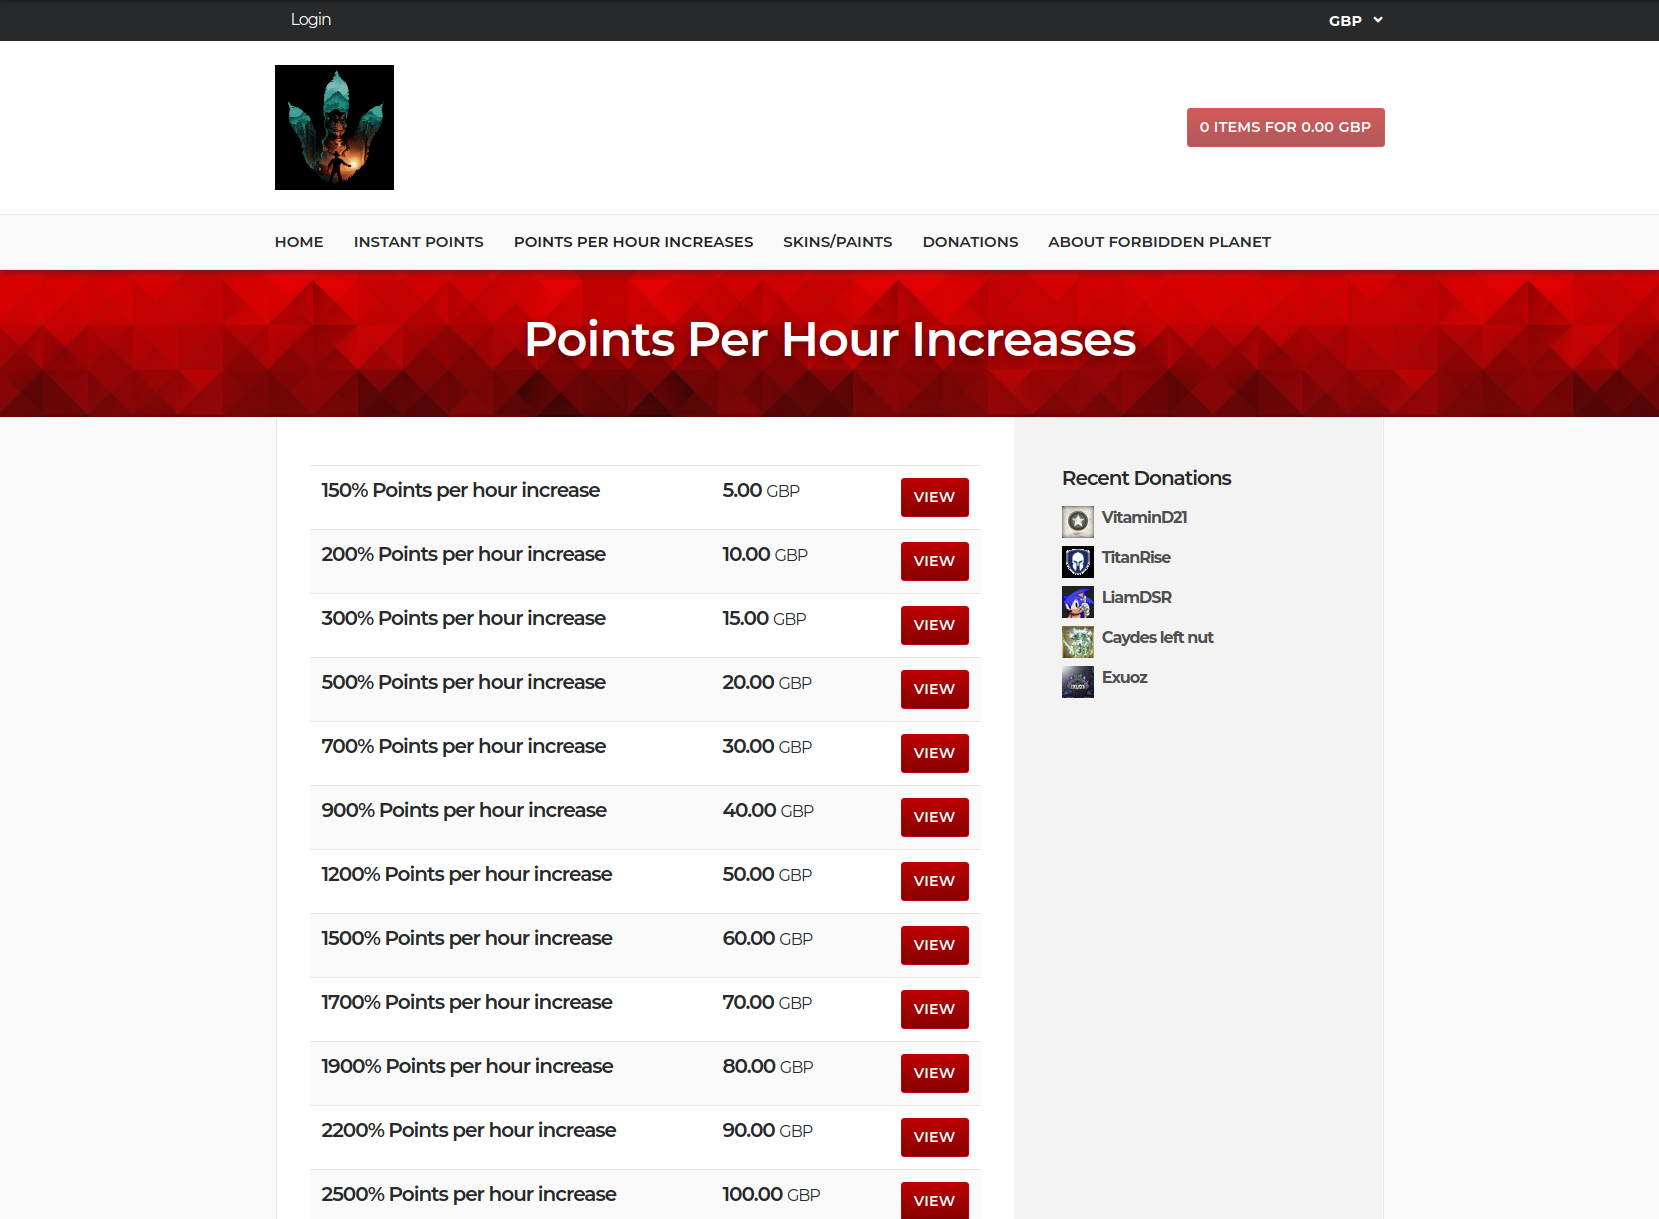 Login
GBP
0 ITEMS FOR 0.00 GBP
HOME INSTANT POINTS POINTS PER HOUR INCREASES SKINS/PAINTS DONATIONS ABOUT FORBIDDEN PLANET
Points Per Hour Increases
150% Points per hour increase 5.00 GBP VIEW
200% Points per hour increase 10.00 GBP VIEW
300% Points per hour increase 15.00 GBP VIEW
500% Points per hour increase 20.00 GBP VIEW
700% Points per hour increase 30.00 GBP VIEW
900% Points per hour increase 40.00 GBP VIEW
1200% Points per hour increase 50.00 GBP VIEW
1500% Points per hour increase 60.00 GBP VIEW
1700% Points per hour increase 70.00 GBP VIEW
1900% Points per hour increase 80.00 GBP VIEW
2200% Points per hour increase 90.00 GBP VIEW
2500% Points per hour increase 100.00 GBP VIEW
Recent Donations
VitaminD21
TitanRise
LiamDSR
Caydes left nut
Exuoz